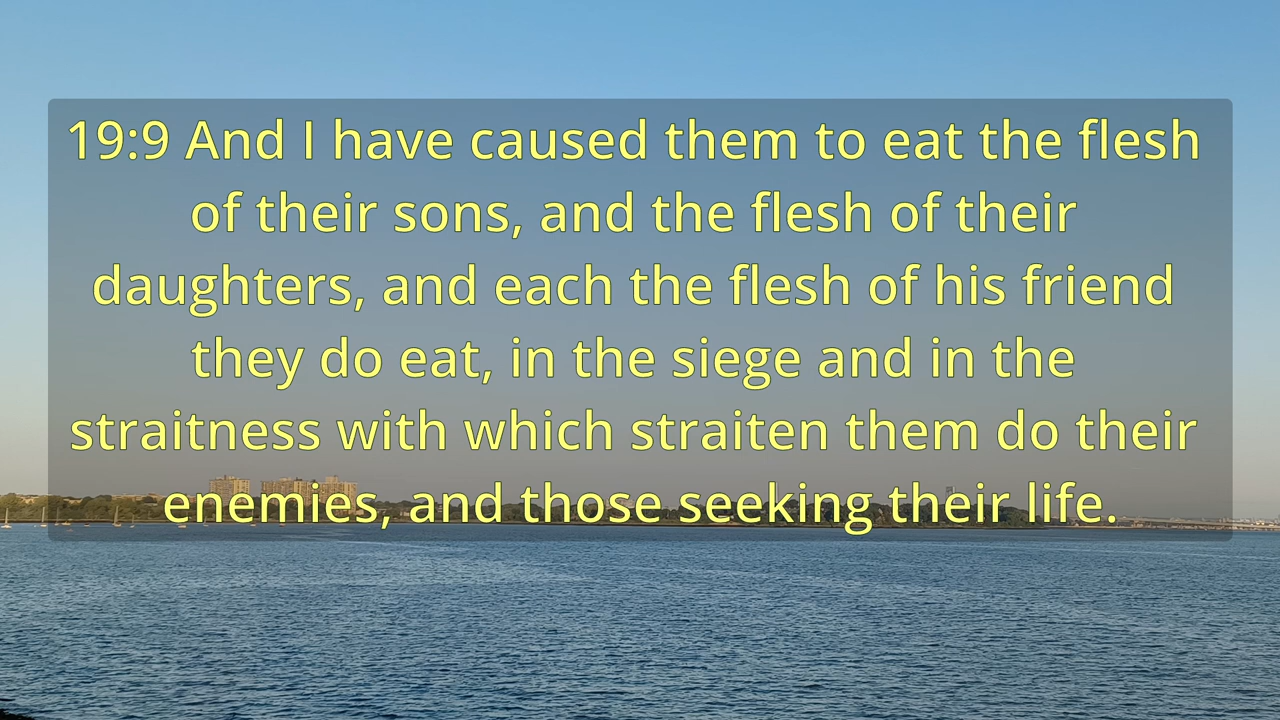 19:9 And I have caused them to eat the flesh
of their sons, and the flesh of their
daughters, and each the flesh of his friend
they do eat, in the siege and in the
straitness with which straiten them do their
enemies, and those seeking their life.